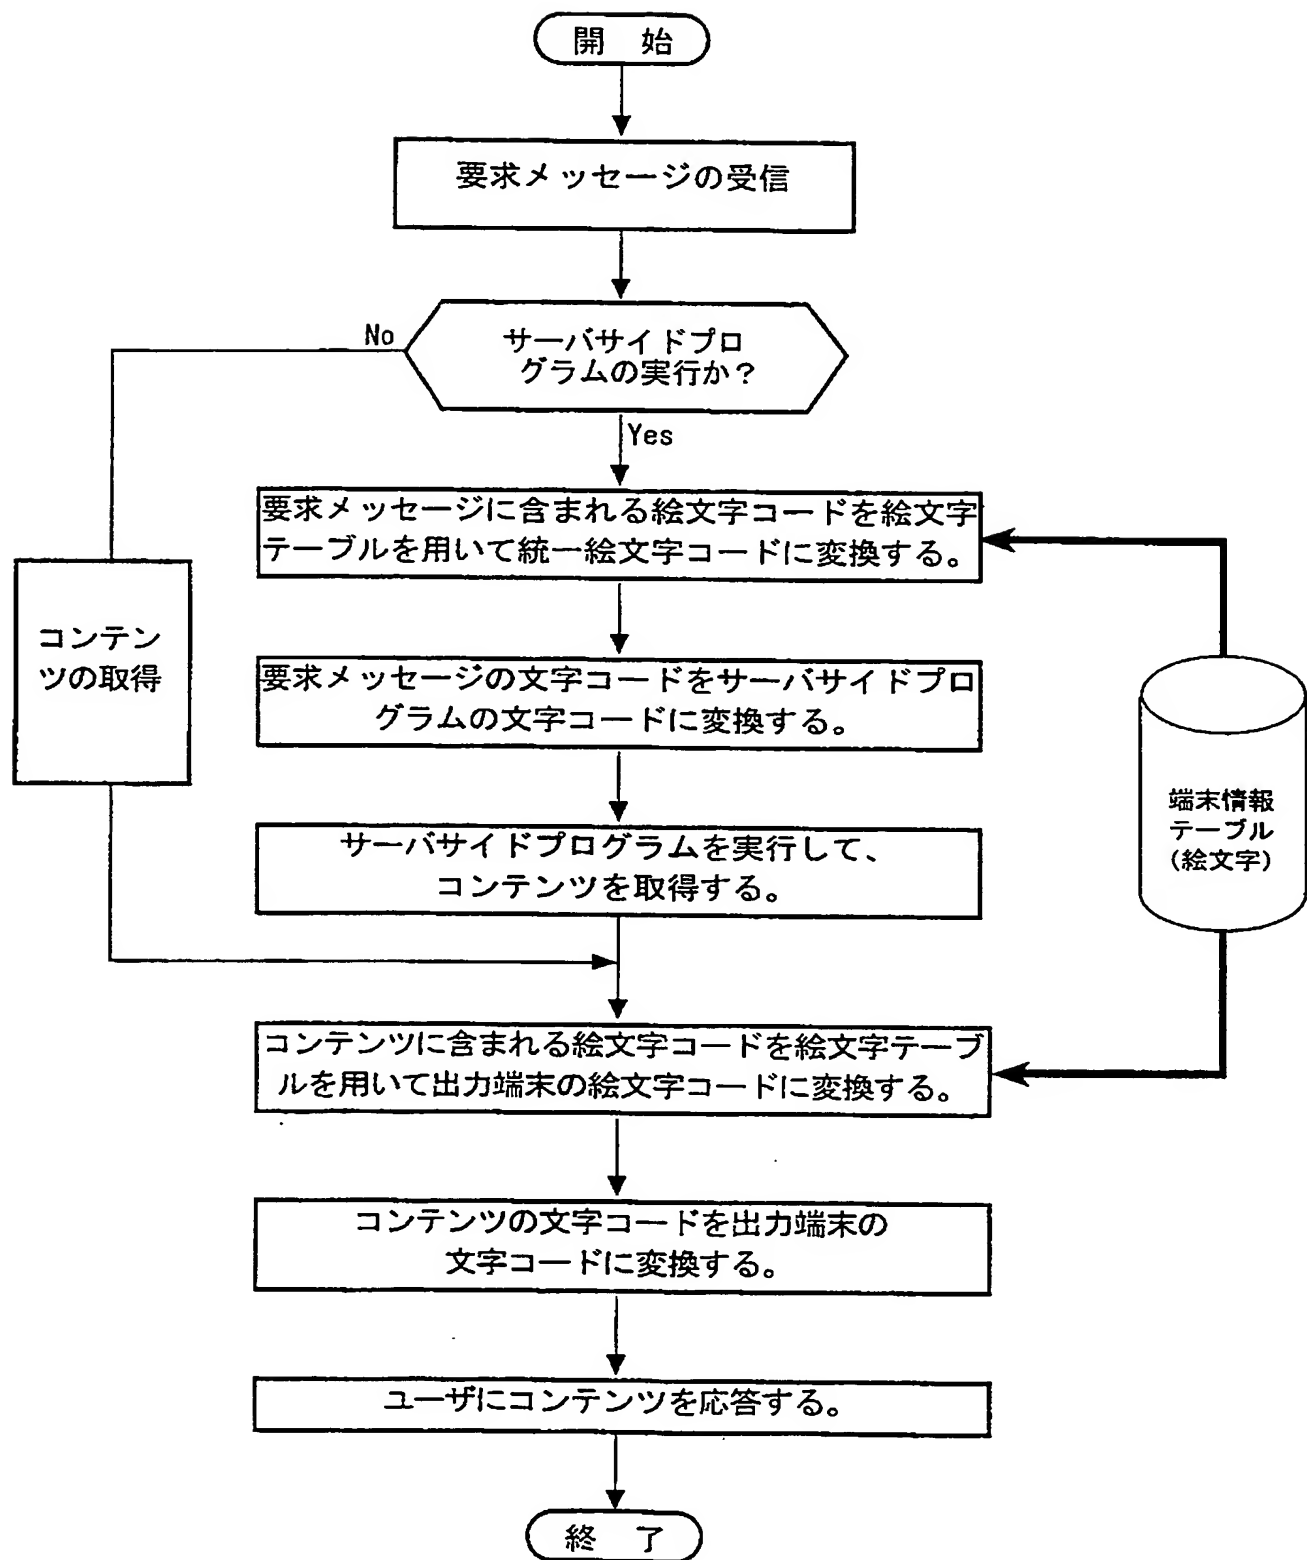 開 始
要求メッセージの受信
サーバサイドプロ
グラムの実行か？
No
Yes
要求メッセージに含まれる絵文字コードを絵文字
テーブルを用いて統一絵文字コードに変換する。
コンテン
ツの取得
要求メッセージの文字コードをサーバサイドプロ
グラムの文字コードに変換する。
端末情報
テーブル
(絵文字)
サーバサイドプログラムを実行して、
コンテンツを取得する。
コンテンツに含まれる絵文字コードを絵文字テーブ
ルを用いて出力端末の絵文字コードに変換する。
コンテンツの文字コードを出力端末の
文字コードに変換する。
ユーザにコンテンツを応答する。
終 了